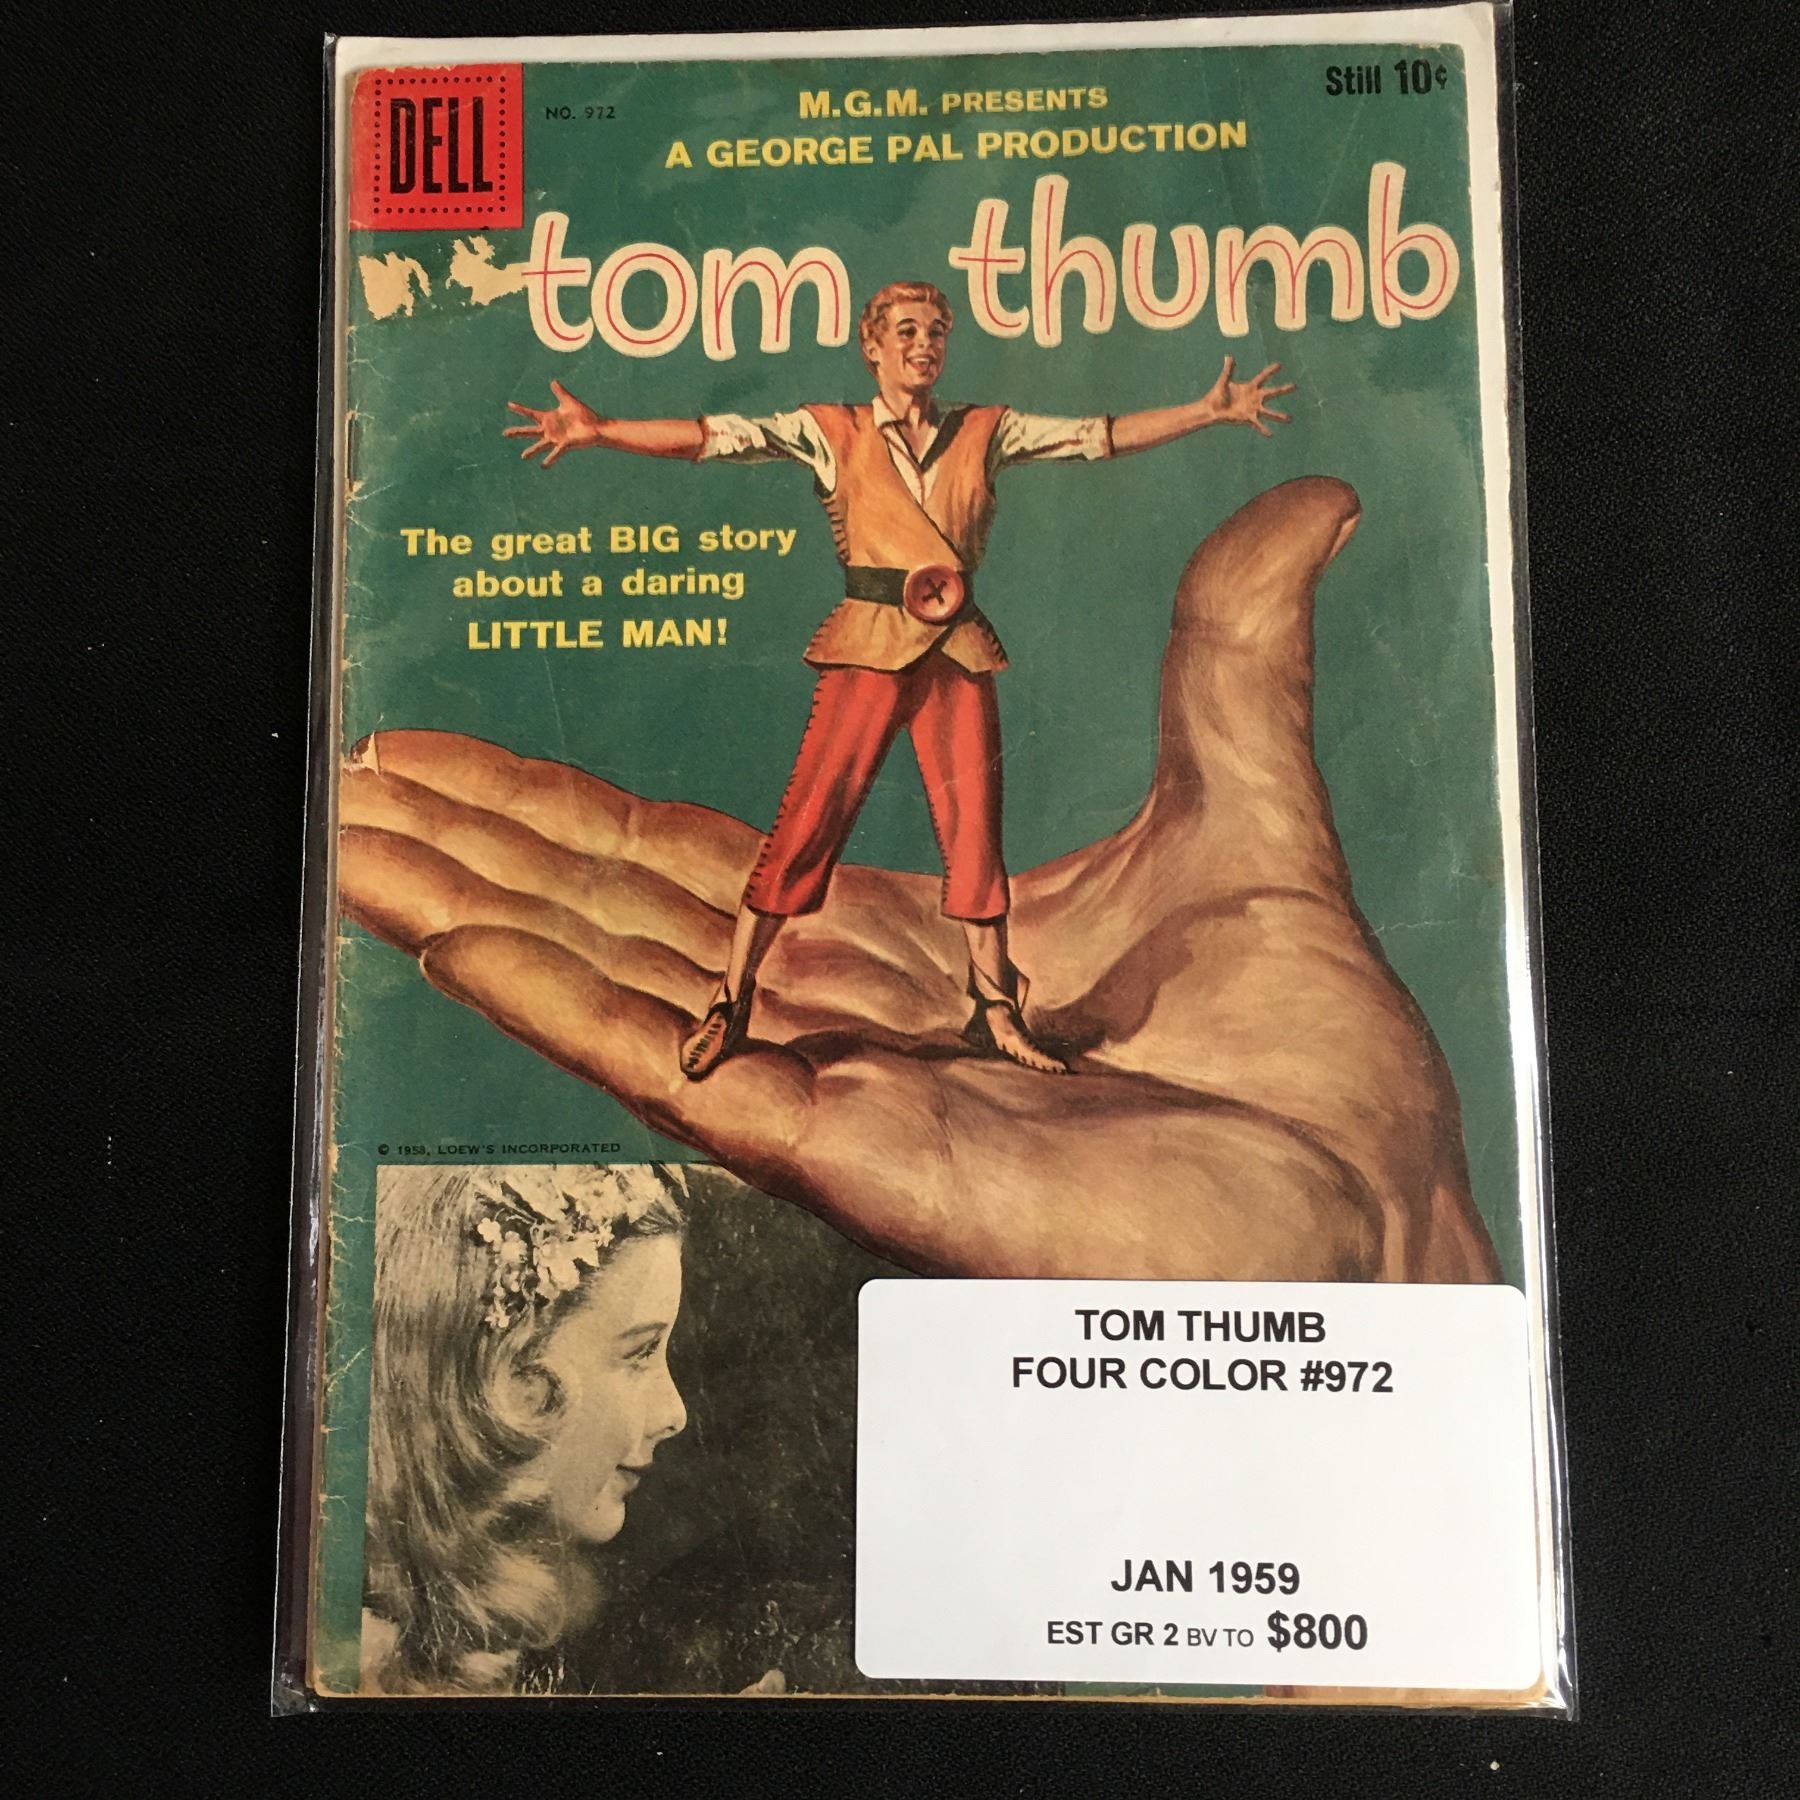 DELL
NO. 972
M.G.M. PRESENTS
A GEORGE PAL PRODUCTION
Still 10¢
tom thumb
The great BIG story
about a daring
LITTLE MAN!
© 1958, LOEW'S INCORPORATED
TOM THUMB
FOUR COLOR #972
JAN 1959
EST GR 2 BV TO $800